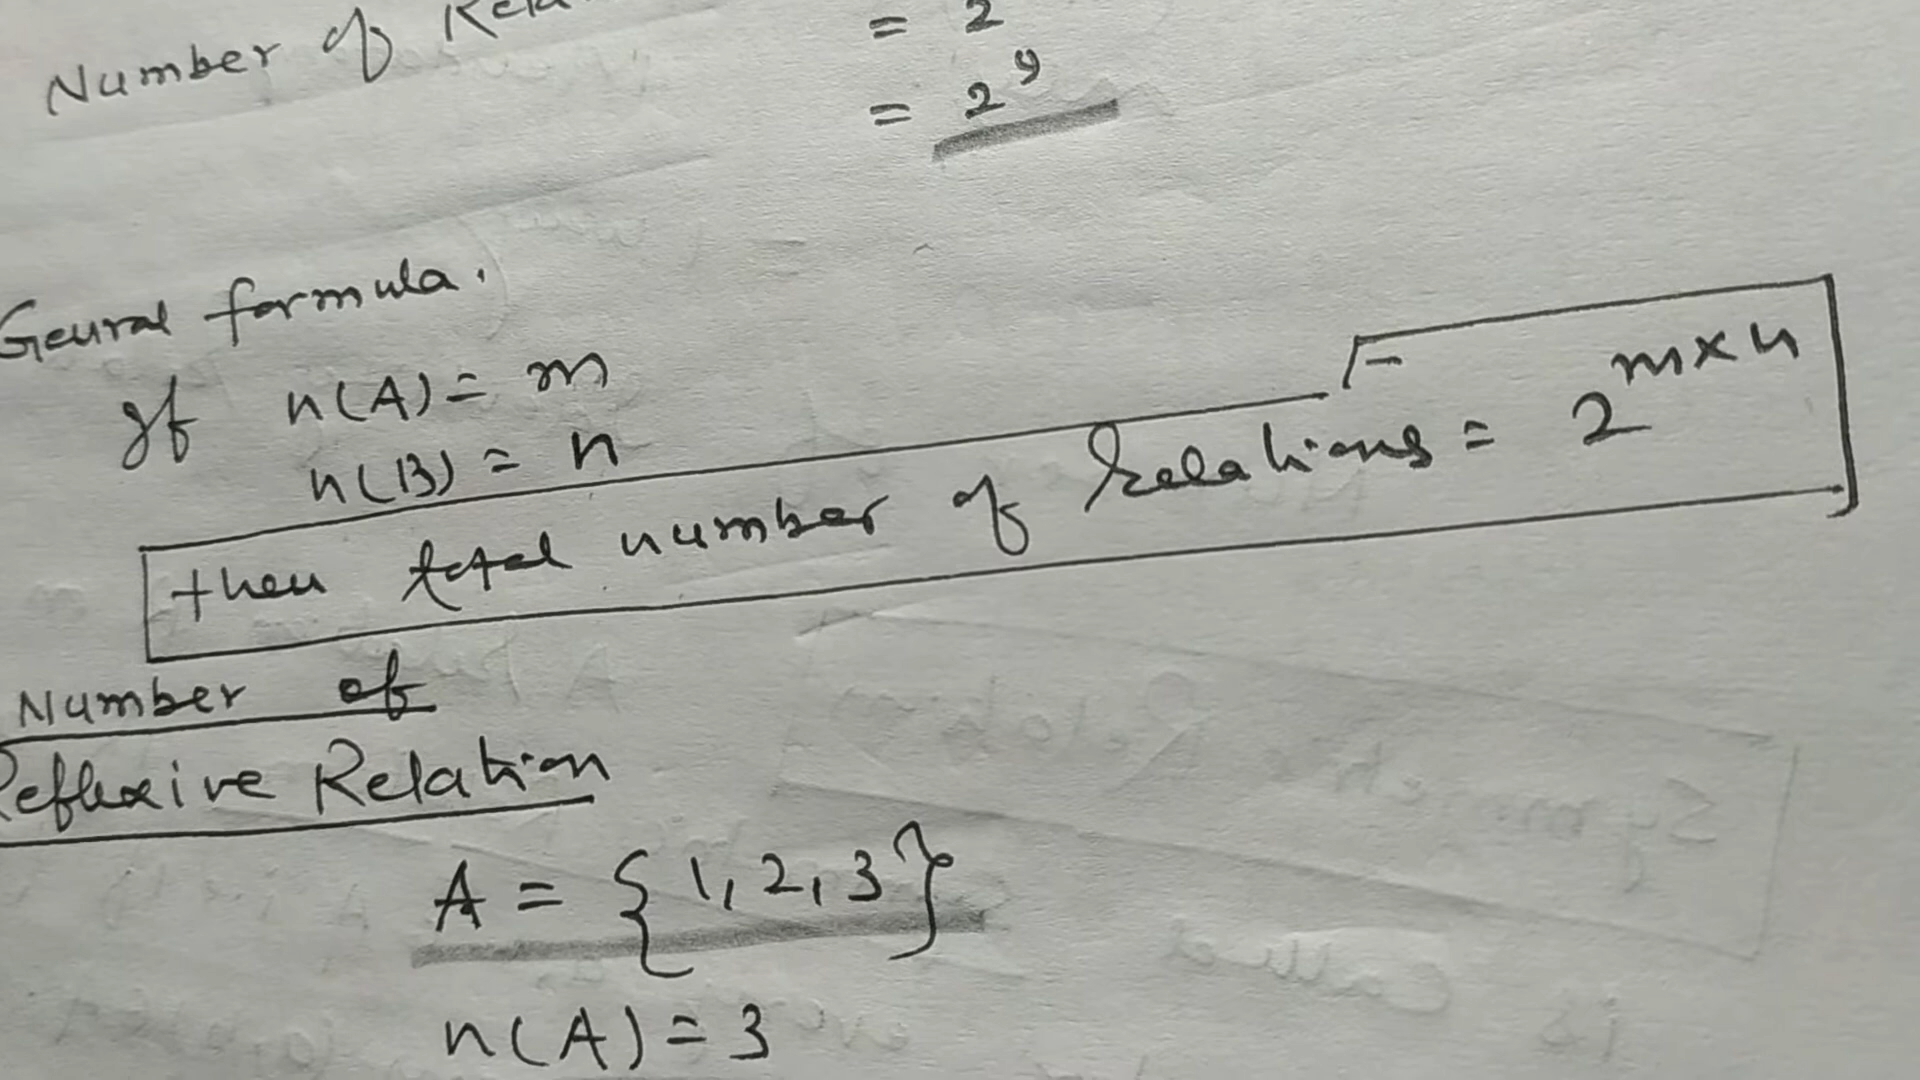 Number of
= 2
= 2⁹
General formula.
If n(A) = m
n(B) = n
then total number of Relations = 2^{m×n}
Number of
Reflexive Relation
A = {1, 2, 3}
n(A) = 3